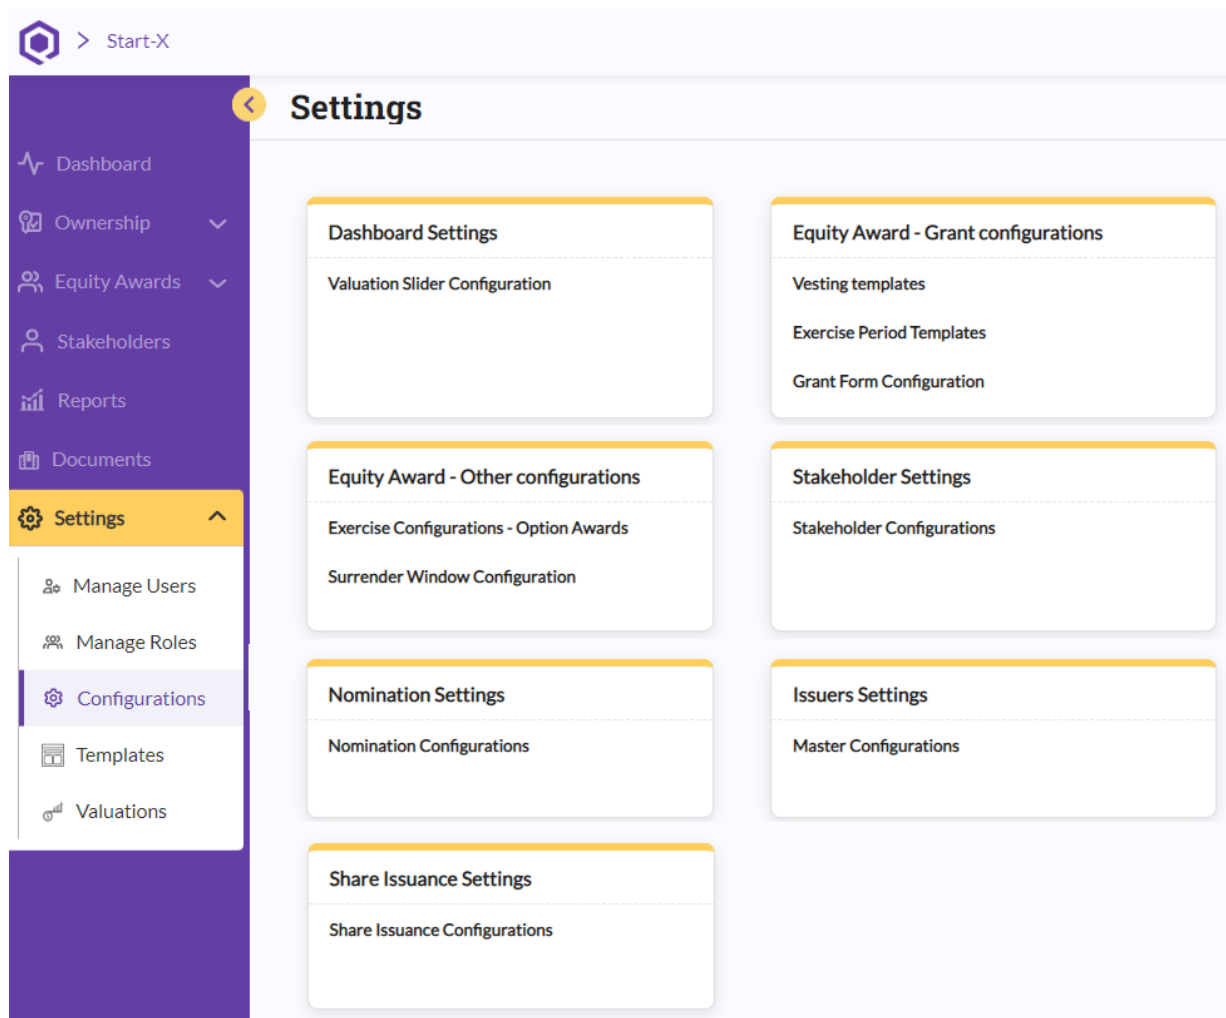 Start-X
Settings
Dashboard
Ownership
Equity Awards
Stakeholders
Reports
Documents
Settings
Manage Users
Manage Roles
Configurations
Templates
Valuations
Dashboard Settings
Valuation Slider Configuration
Equity Award - Grant configurations
Vesting templates
Exercise Period Templates
Grant Form Configuration
Equity Award - Other configurations
Exercise Configurations - Option Awards
Surrender Window Configuration
Stakeholder Settings
Stakeholder Configurations
Nomination Settings
Nomination Configurations
Issuers Settings
Master Configurations
Share Issuance Settings
Share Issuance Configurations